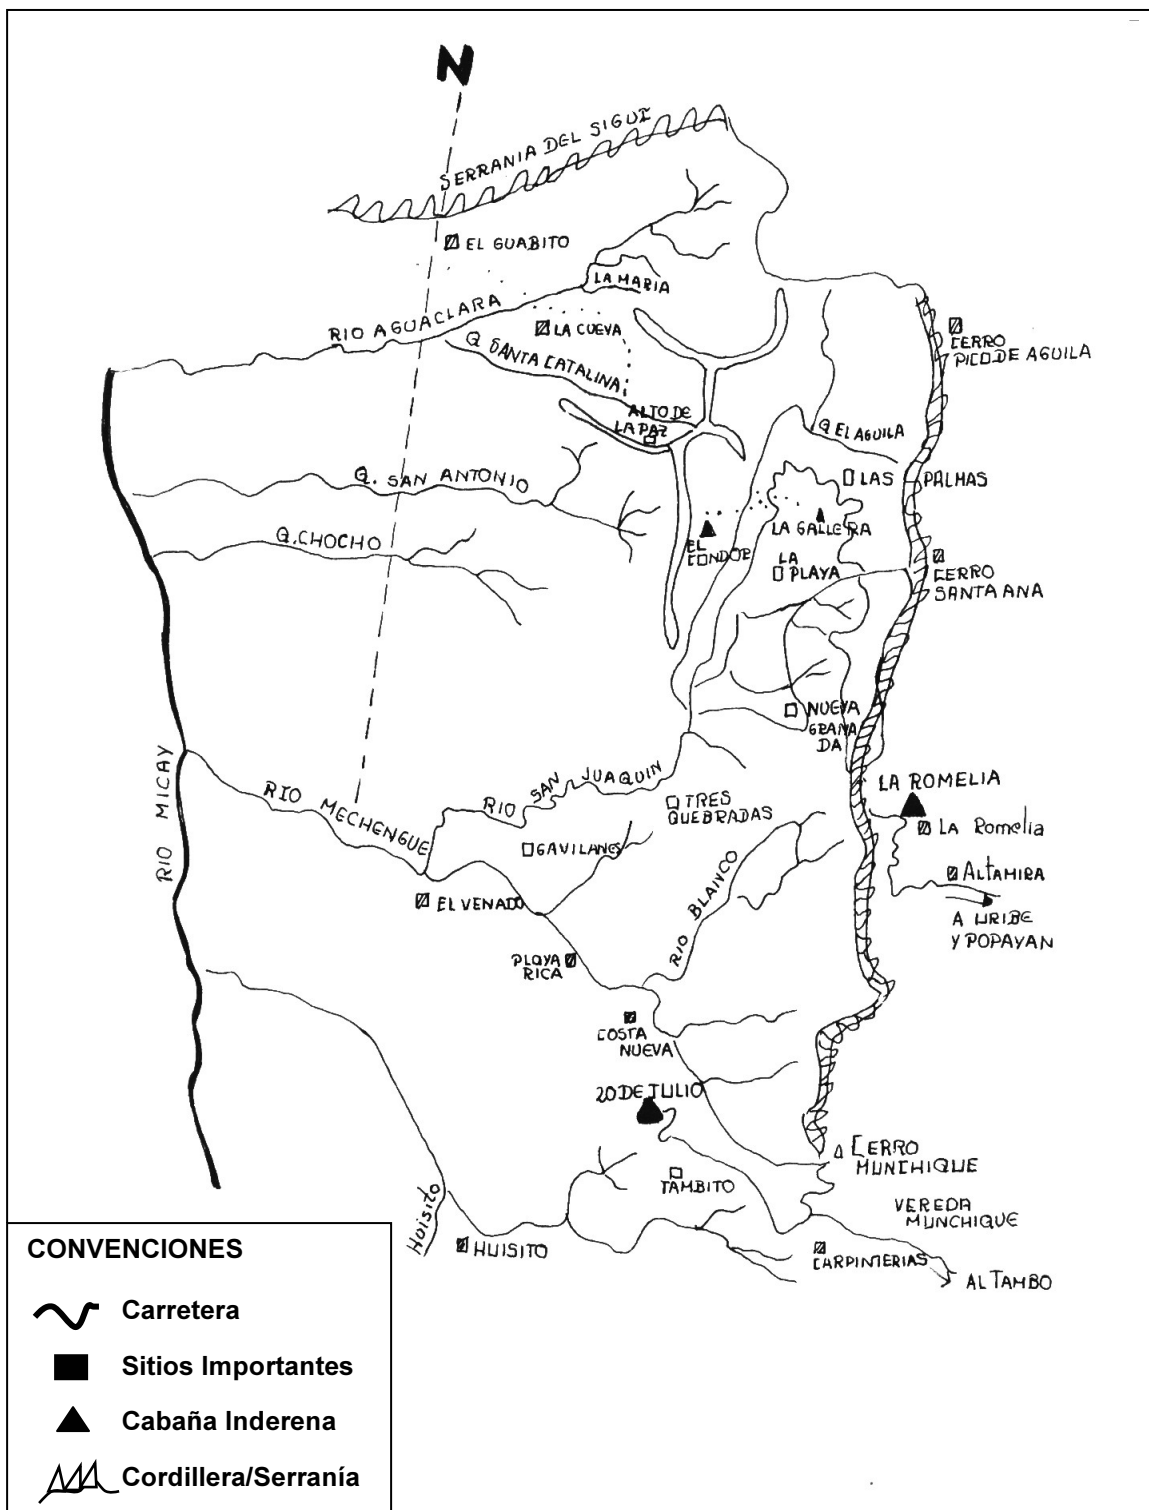 N
SERRANIA DEL SIGUI
EL GUABITO
LA MARIA
RIO AGUACLARA
LA CUEVA
Q. SANTA CATALINA
CERRO
PICO DE AGUILA
ALTO DE
LA PAZ
Q EL AGUILA
Q. SAN ANTONIO
LAS PALMAS
Q. CHOCHO
EL
CONDOR
LA GALLERA
LA
PLAYA
CERRO
SANTA ANA
NUEVA
GRANA
DA
RIO MICAY
RIO MECHENGUE
RIO SAN JUAQUIN
TRES
QUEBRADAS
LA ROMELIA
La Romelia
GAVILANES
ALTAMIRA
EL VENADO
RIO BLANCO
A URIBE
Y POPAYAN
PLAYA
RICA
COSTA
NUEVA
20 DE JULIO
CERRO
MUNCHIQUE
TAMBITO
VEREDA
MUNCHIQUE
Huisito
HUISITO
CARPINTERIAS
AL TAMBO
CONVENCIONES
Carretera
Sitios Importantes
Cabaña Inderena
Cordillera/Serranía